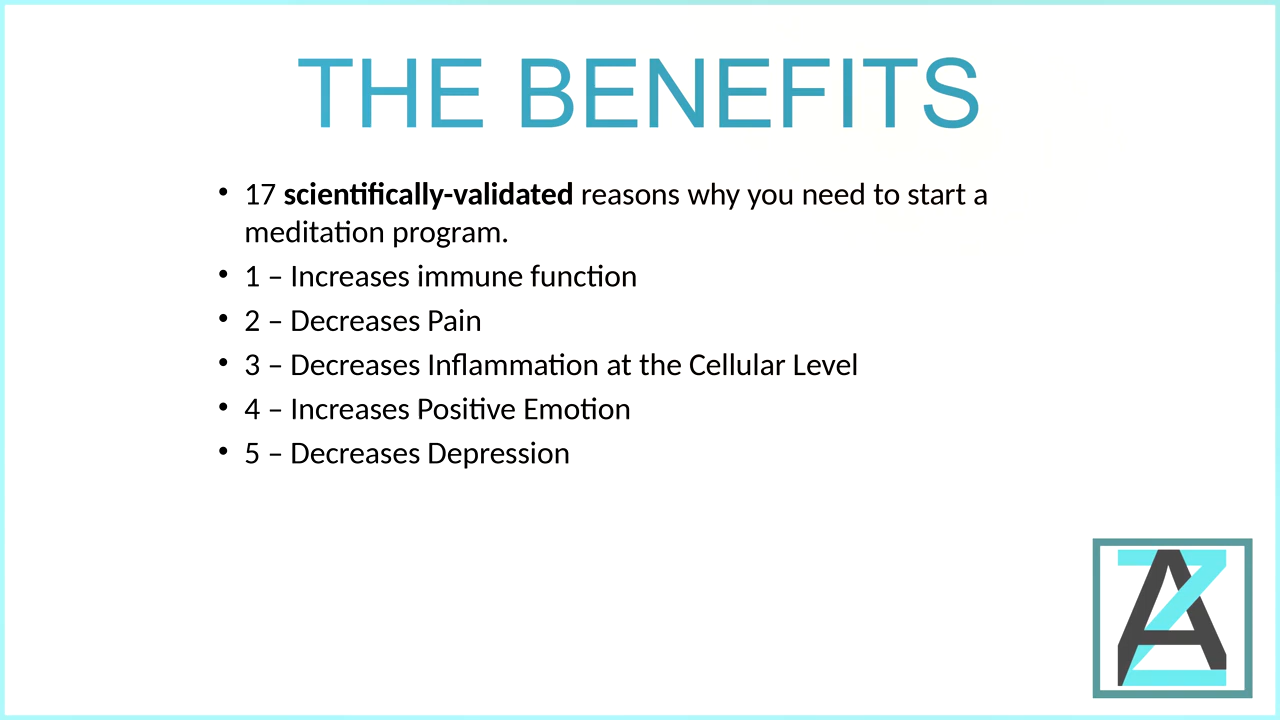 THE BENEFITS
• 17 scientifically-validated reasons why you need to start a
meditation program.
• 1 – Increases immune function
• 2 – Decreases Pain
• 3 – Decreases Inflammation at the Cellular Level
• 4 – Increases Positive Emotion
• 5 – Decreases Depression
AZ